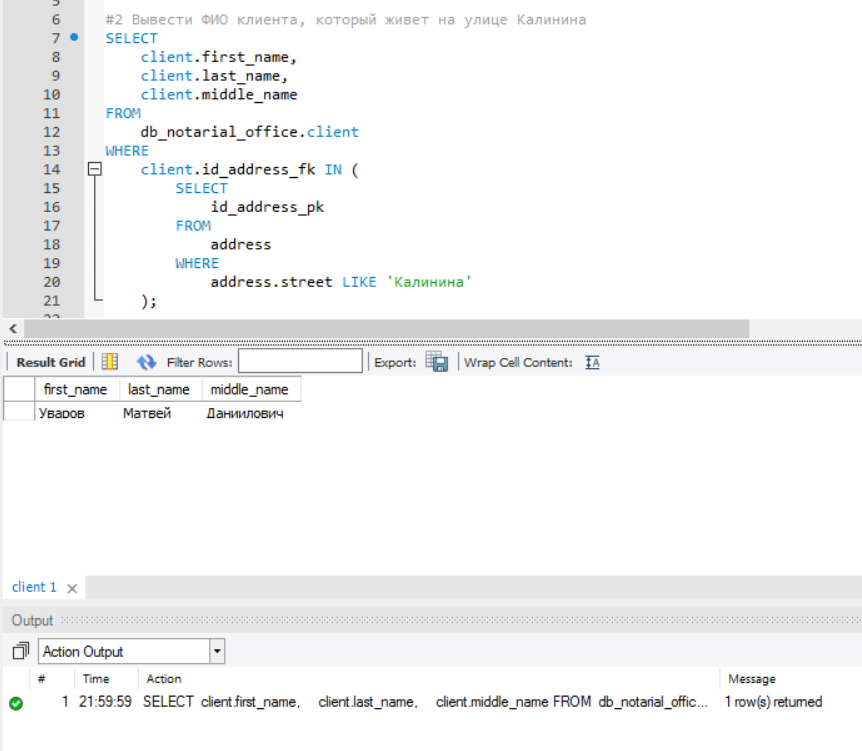 5
6 #2 Вывести ФИО клиента, который живет на улице Калинина
7 SELECT
8 client.first_name,
9 client.last_name,
10 client.middle_name
11 FROM
12 db_notarial_office.client
13 WHERE
14 client.id_address_fk IN (
15 SELECT
16 id_address_pk
17 FROM
18 address
19 WHERE
20 address.street LIKE 'Калинина'
21 );
22
Result Grid Filter Rows: Export: Wrap Cell Content:
first_name last_name middle_name
Уваров Матвей Даниилович
client 1
Output
Action Output
# Time Action Message
1 21:59:59 SELECT client.first_name, client.last_name, client.middle_name FROM db_notarial_offic... 1 row(s) returned